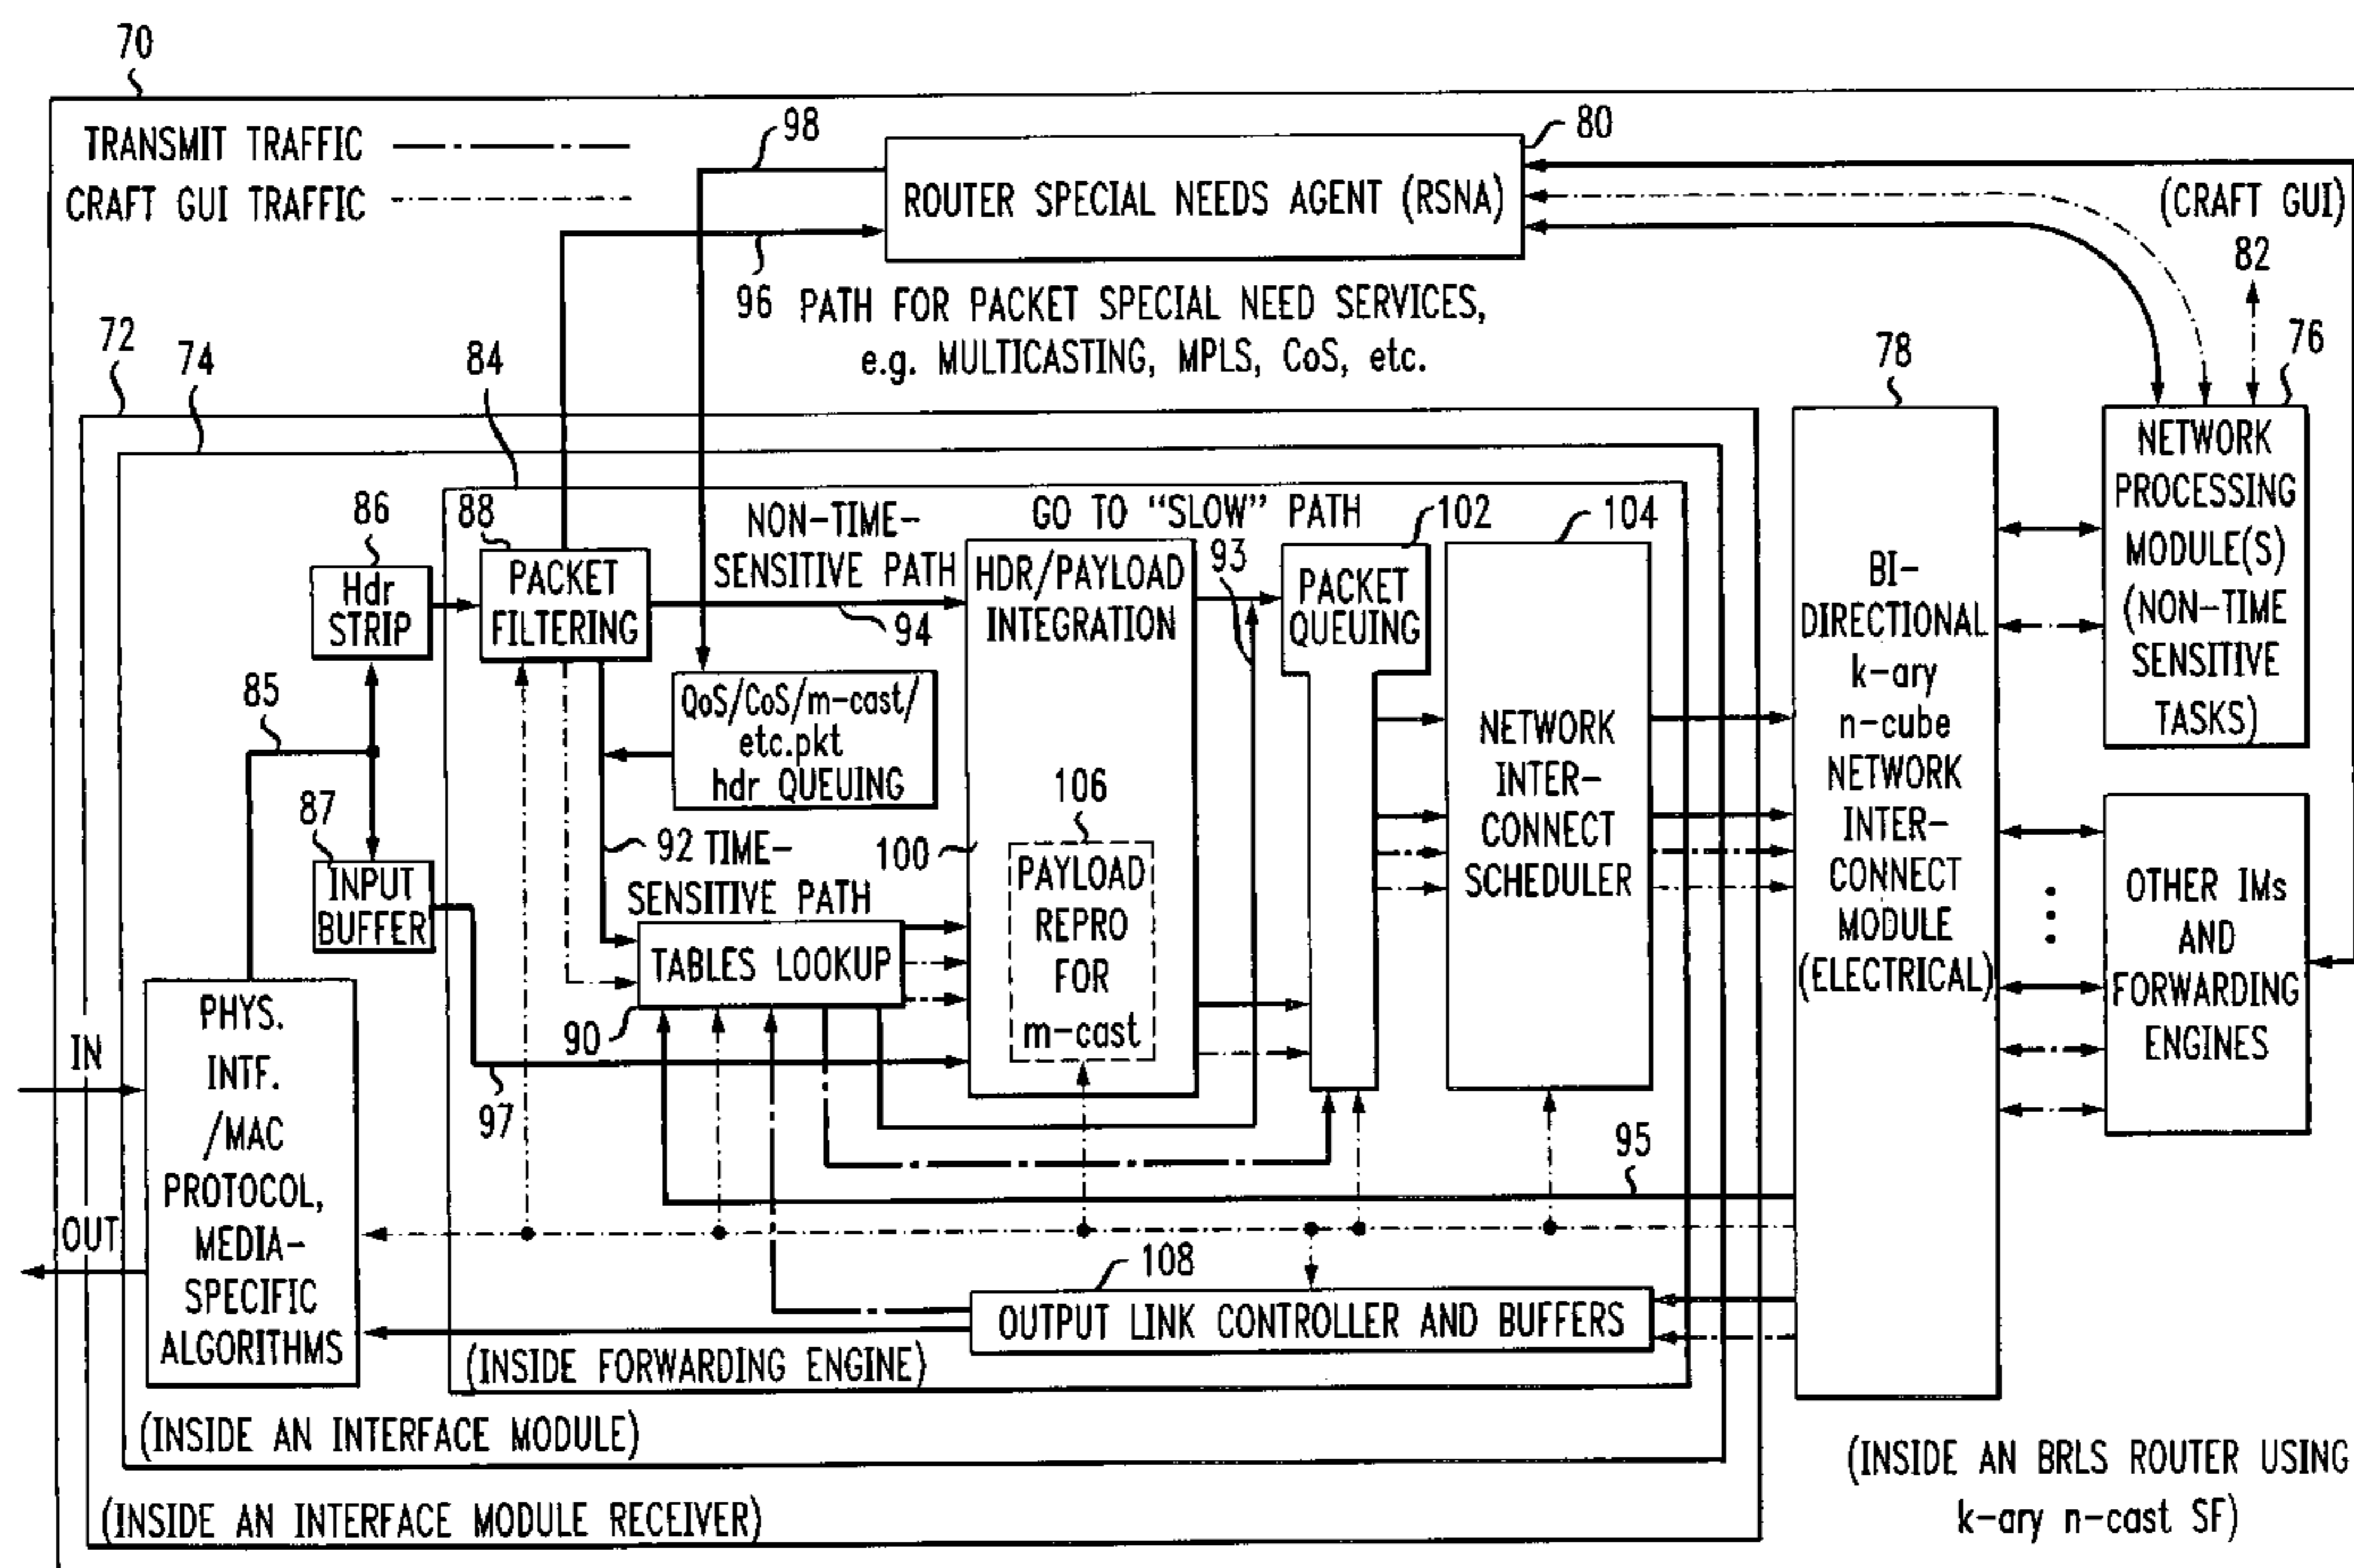 70
TRANSMIT TRAFFIC
CRAFT GUI TRAFFIC
98
80
ROUTER SPECIAL NEEDS AGENT (RSNA)
(CRAFT GUI)
82
96 PATH FOR PACKET SPECIAL NEED SERVICES,
e.g. MULTICASTING, MPLS, CoS, etc.
72
74
84
78
76
NETWORK
PROCESSING
MODULE(S)
(NON-TIME
SENSITIVE
TASKS)
86
Hdr
STRIP
88
PACKET
FILTERING
NON-TIME-
SENSITIVE PATH
94
GO TO "SLOW" PATH
HDR/PAYLOAD
INTEGRATION
93
102
PACKET
QUEUING
104
NETWORK
INTER-
CONNECT
SCHEDULER
BI-
DIRECTIONAL
k-ary
n-cube
NETWORK
INTER-
CONNECT
MODULE
(ELECTRICAL)
85
QoS/CoS/m-cast/
etc.pkt
hdr QUEUING
87
INPUT
BUFFER
92 TIME-
SENSITIVE PATH
100
106
PAYLOAD
REPRO
FOR
m-cast
TABLES LOOKUP
90
97
OTHER IMs
AND
FORWARDING
ENGINES
IN
OUT
PHYS.
INTF.
/MAC
PROTOCOL,
MEDIA-
SPECIFIC
ALGORITHMS
95
108
OUTPUT LINK CONTROLLER AND BUFFERS
(INSIDE FORWARDING ENGINE)
(INSIDE AN INTERFACE MODULE)
(INSIDE AN INTERFACE MODULE RECEIVER)
(INSIDE AN BRLS ROUTER USING
k-ary n-cast SF)